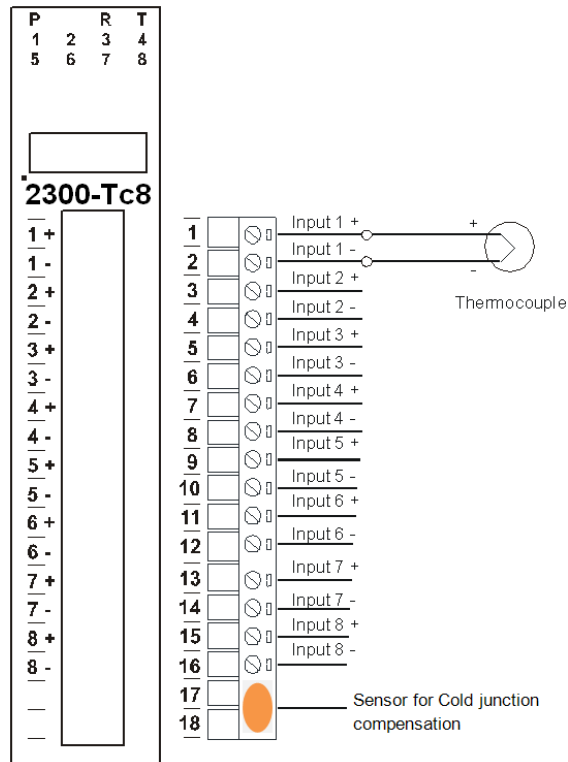 P R T
1 2 3 4
5 6 7 8
2300-Tc8
1 +
1 -
2 +
2 -
3 +
3 -
4 +
4 -
5 +
5 -
6 +
6 -
7 +
7 -
8 +
8 -
1 Input 1 +
2 Input 1 -
3 Input 2 +
4 Input 2 -
5 Input 3 +
6 Input 3 -
7 Input 4 +
8 Input 4 -
9 Input 5 +
10 Input 5 -
11 Input 6 +
12 Input 6 -
13 Input 7 +
14 Input 7 -
15 Input 8 +
16 Input 8 -
17
18
+
-
Thermocouple
Sensor for Cold junction
compensation